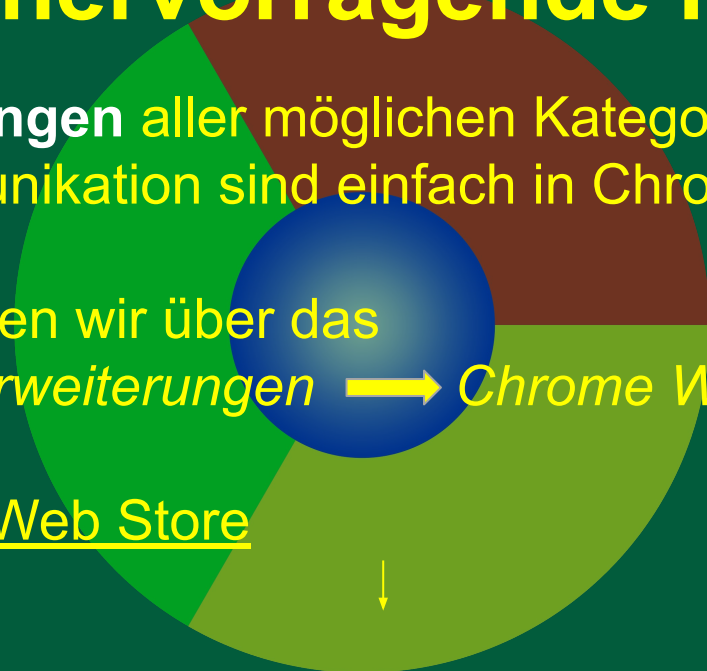 hervorragende
ngen aller möglichen Katego
unikation sind einfach in Chro
en wir über das
rweiterungen Chrome W
Web Store